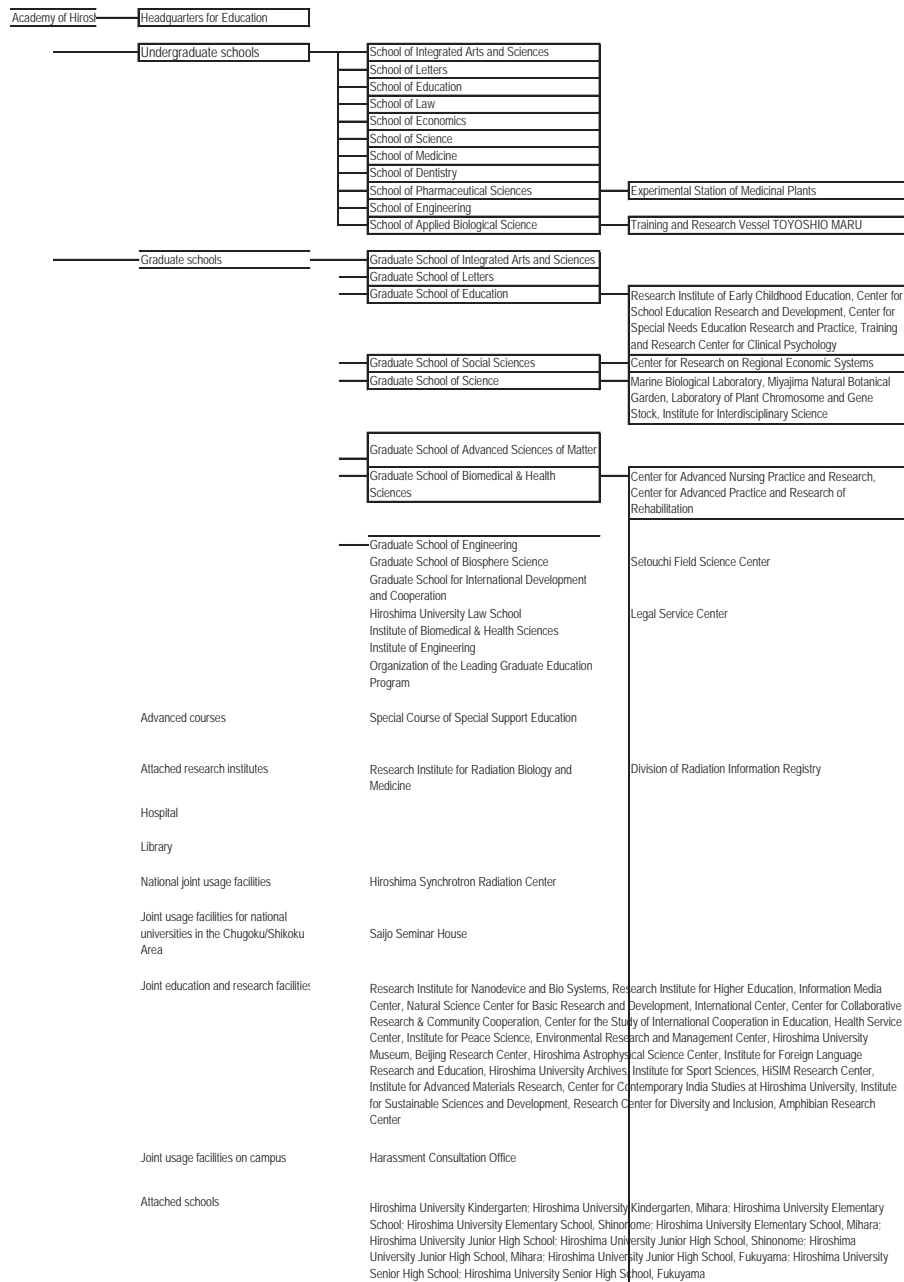 Academy of Hirosl
Headquarters for Education
Undergraduate schools
School of Integrated Arts and Sciences
School of Letters
School of Education
School of Law
School of Economics
School of Science
School of Medicine
School of Dentistry
School of Pharmaceutical Sciences
Experimental Station of Medicinal Plants
School of Engineering
School of Applied Biological Science
Training and Research Vessel TOYOSHIO MARU
Graduate schools
Graduate School of Integrated Arts and Sciences
Graduate School of Letters
Graduate School of Education
Research Institute of Early Childhood Education, Center for
School Education Research and Development, Center for
Special Needs Education Research and Practice, Training
and Research Center for Clinical Psychology
Graduate School of Social Sciences
Center for Research on Regional Economic Systems
Graduate School of Science
Marine Biological Laboratory, Miyajima Natural Botanical
Garden, Laboratory of Plant Chromosome and Gene
Stock, Institute for Interdisciplinary Science
Graduate School of Advanced Sciences of Matter
Graduate School of Biomedical & Health
Sciences
Center for Advanced Nursing Practice and Research,
Center for Advanced Practice and Research of
Rehabilitation
Graduate School of Engineering
Graduate School of Biosphere Science
Setouchi Field Science Center
Graduate School for International Development
and Cooperation
Hiroshima University Law School
Legal Service Center
Institute of Biomedical & Health Sciences
Institute of Engineering
Organization of the Leading Graduate Education
Program
Advanced courses
Special Course of Special Support Education
Attached research institutes
Research Institute for Radiation Biology and
Medicine
Division of Radiation Information Registry
Hospital
Library
National joint usage facilities
Hiroshima Synchrotron Radiation Center
Joint usage facilities for national
universities in the Chugoku/Shikoku
Area
Saijo Seminar House
Joint education and research facilities
Research Institute for Nanodevice and Bio Systems, Research Institute for Higher Education, Information Media
Center, Natural Science Center for Basic Research and Development, International Center, Center for Collaborative
Research & Community Cooperation, Center for the Study of International Cooperation in Education, Health Service
Center, Institute for Peace Science, Environmental Research and Management Center, Hiroshima University
Museum, Beijing Research Center, Hiroshima Astrophysical Science Center, Institute for Foreign Language
Research and Education, Hiroshima University Archives, Institute for Sport Sciences, HiSIM Research Center,
Institute for Advanced Materials Research, Center for Contemporary India Studies at Hiroshima University, Institute
for Sustainable Sciences and Development, Research Center for Diversity and Inclusion, Amphibian Research
Center
Joint usage facilities on campus
Harassment Consultation Office
Attached schools
Hiroshima University Kindergarten; Hiroshima University Kindergarten, Mihara; Hiroshima University Elementary
School; Hiroshima University Elementary School, Shinonome; Hiroshima University Elementary School, Mihara;
Hiroshima University Junior High School; Hiroshima University Junior High School, Shinonome; Hiroshima
University Junior High School, Mihara; Hiroshima University Junior High School, Fukuyama; Hiroshima University
Senior High School; Hiroshima University Senior High School, Fukuyama